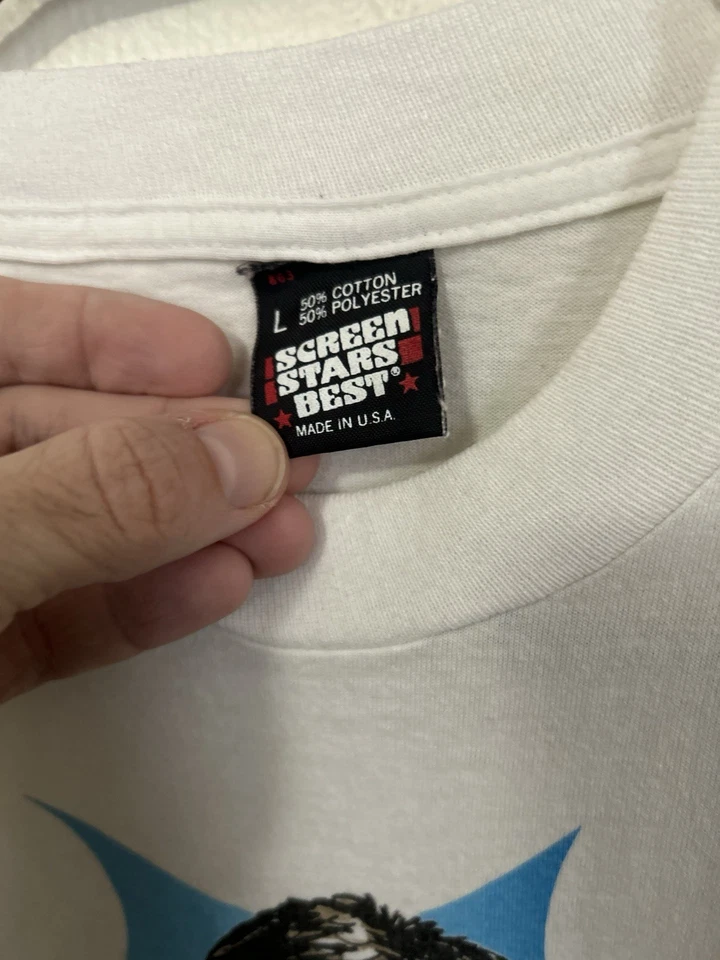 L 50% COTTON
50% POLYESTER
SCREEN
STARS
BEST®
MADE IN U.S.A.